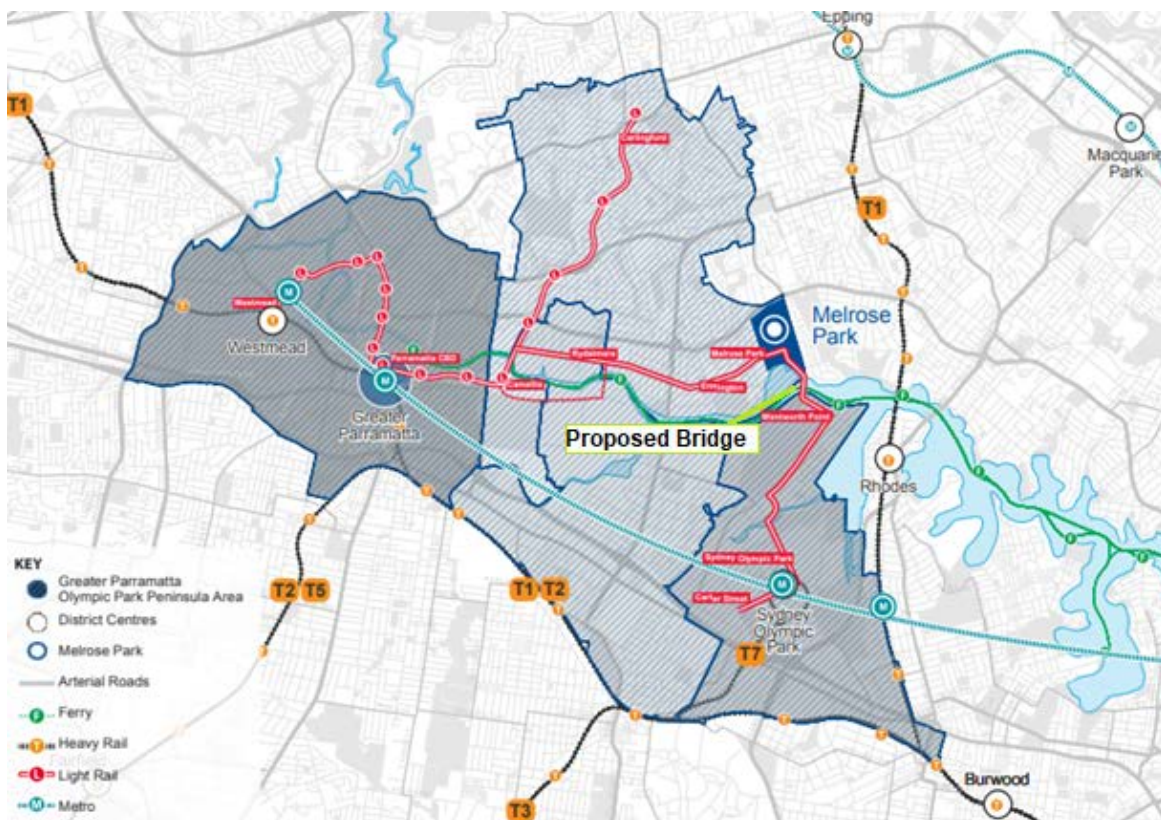 Epping
T1
Macquarie
Park
T1
Carlingford
Westmead
Westmead
Melrose
Park
Parramatta CBD
Rydalmere
Melrose Park
Camellia
Ermington
Greater
Parramatta
Wentworth Point
Proposed Bridge
Rhodes
Sydney Olympic Park
Carter Street
Sydney
Olympic
Park
T2 T5
T1 T2
T7
T3
Burwood
KEY
Greater Parramatta
Olympic Park Peninsula Area
District Centres
Melrose Park
Arterial Roads
F Ferry
T Heavy Rail
Fairfield
L Light Rail
M Metro